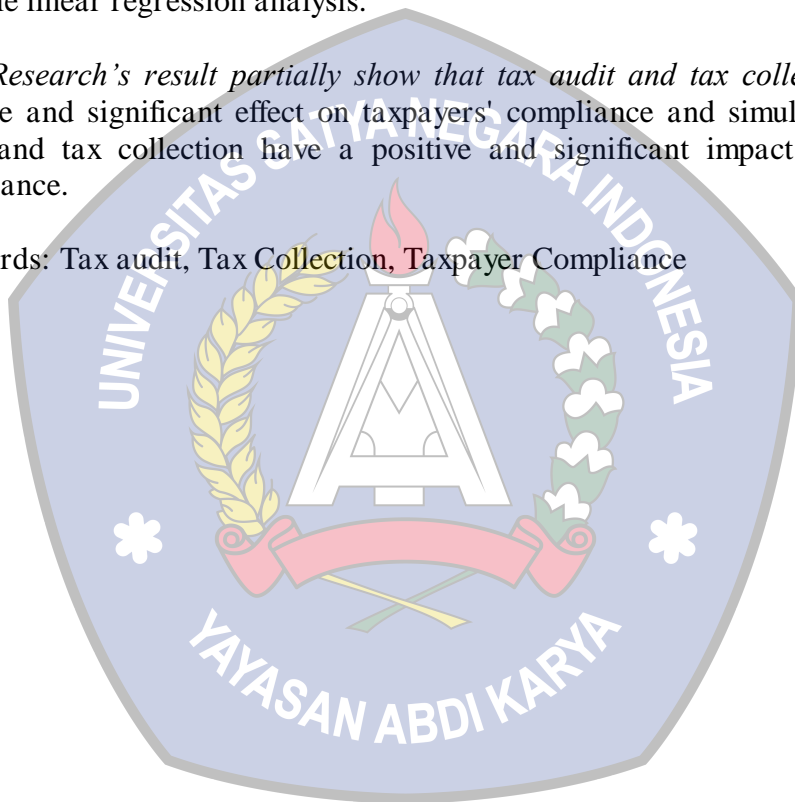 e linear regression analysis.
Research's result partially show that tax audit and tax colle
e and significant effect on taxpayers' compliance and simul
and tax collection have a positive and significant impact
ance.
rds: Tax audit, Tax Collection, Taxpayer Compliance
UNIVERSITAS SATYA NEGARA INDONESIA
YAYASAN ABDI KARYA